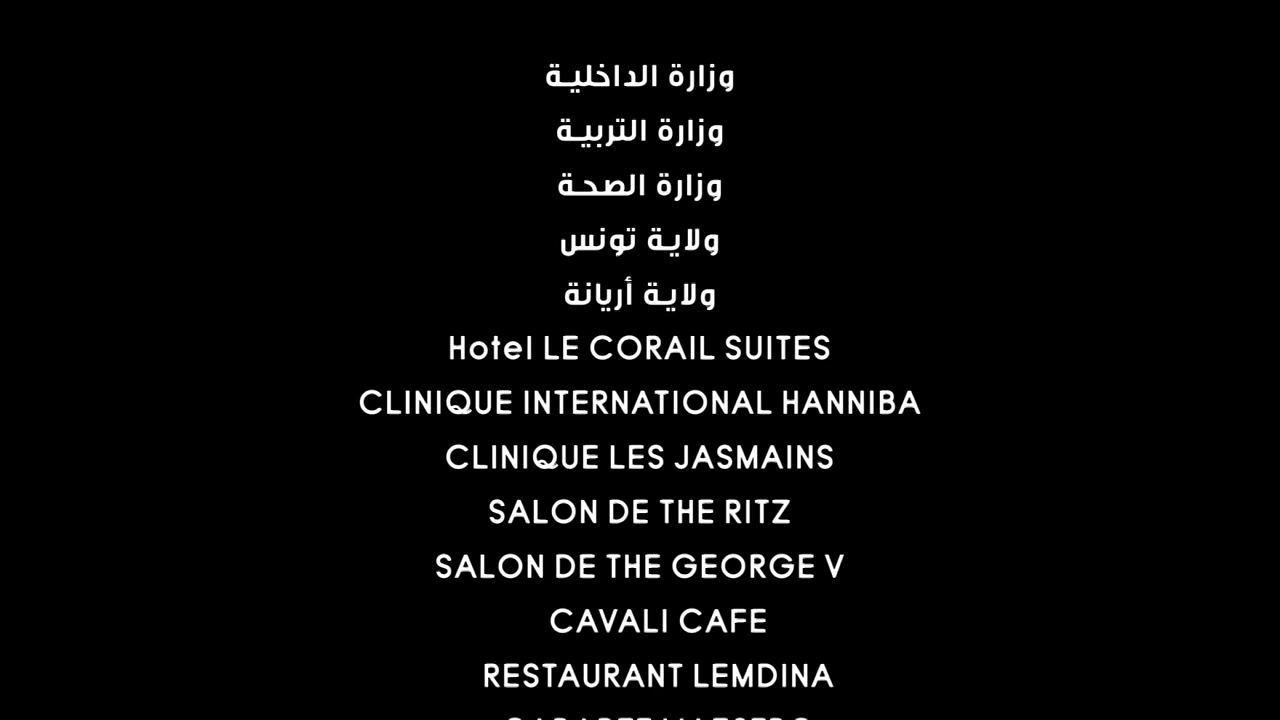 وزارة الداخلية
وزارة التربية
وزارة الصحة
ولاية تونس
ولاية أريانة
Hotel LE CORAIL SUITES
CLINIQUE INTERNATIONAL HANNIBA
CLINIQUE LES JASMAINS
SALON DE THE RITZ
SALON DE THE GEORGE V
CAVALI CAFE
RESTAURANT LEMDINA